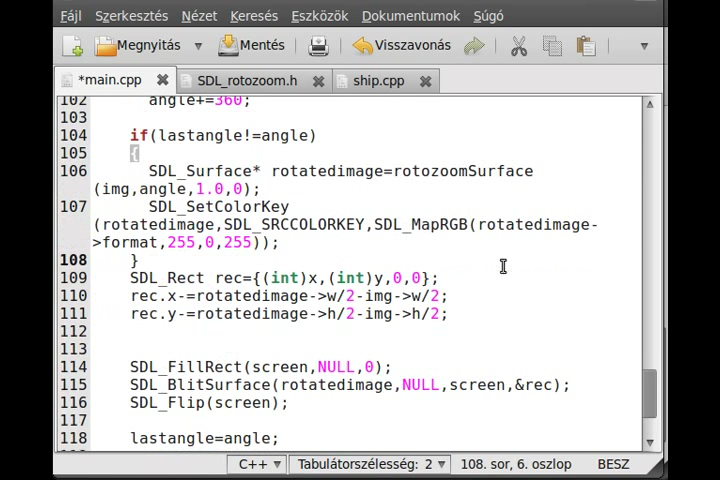 Fájl Szerkesztés Nézet Keresés Eszközök Dokumentumok Súgó
Megnyitás Mentés Visszavonás
*main.cpp SDL_rotozoom.h ship.cpp
102 angle+=360;
103
104 if(lastangle!=angle)
105 {
106 SDL_Surface* rotatedimage=rotozoomSurface
(img,angle,1.0,0);
107 SDL_SetColorKey
(rotatedimage,SDL_SRCCOLORKEY,SDL_MapRGB(rotatedimage-
>format,255,0,255));
108 }
109 SDL_Rect rec={(int)x,(int)y,0,0};
110 rec.x-=rotatedimage->w/2-img->w/2;
111 rec.y-=rotatedimage->h/2-img->h/2;
112
113
114 SDL_FillRect(screen,NULL,0);
115 SDL_BlitSurface(rotatedimage,NULL,screen,&rec);
116 SDL_Flip(screen);
117
118 lastangle=angle;
C++ Tabulátorszélesség: 2 108. sor, 6. oszlop BESZ